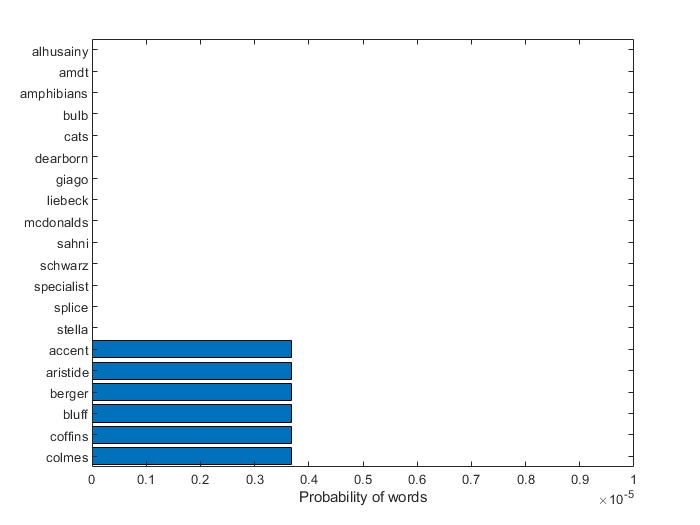 alhusainy
amdt
amphibians
bulb
cats
dearborn
giago
liebeck
mcdonalds
sahni
schwarz
specialist
splice
stella
accent
aristide
berger
bluff
coffins
colmes
0 0.1 0.2 0.3 0.4 0.5 0.6 0.7 0.8 0.9 1
Probability of words
×10⁻⁵